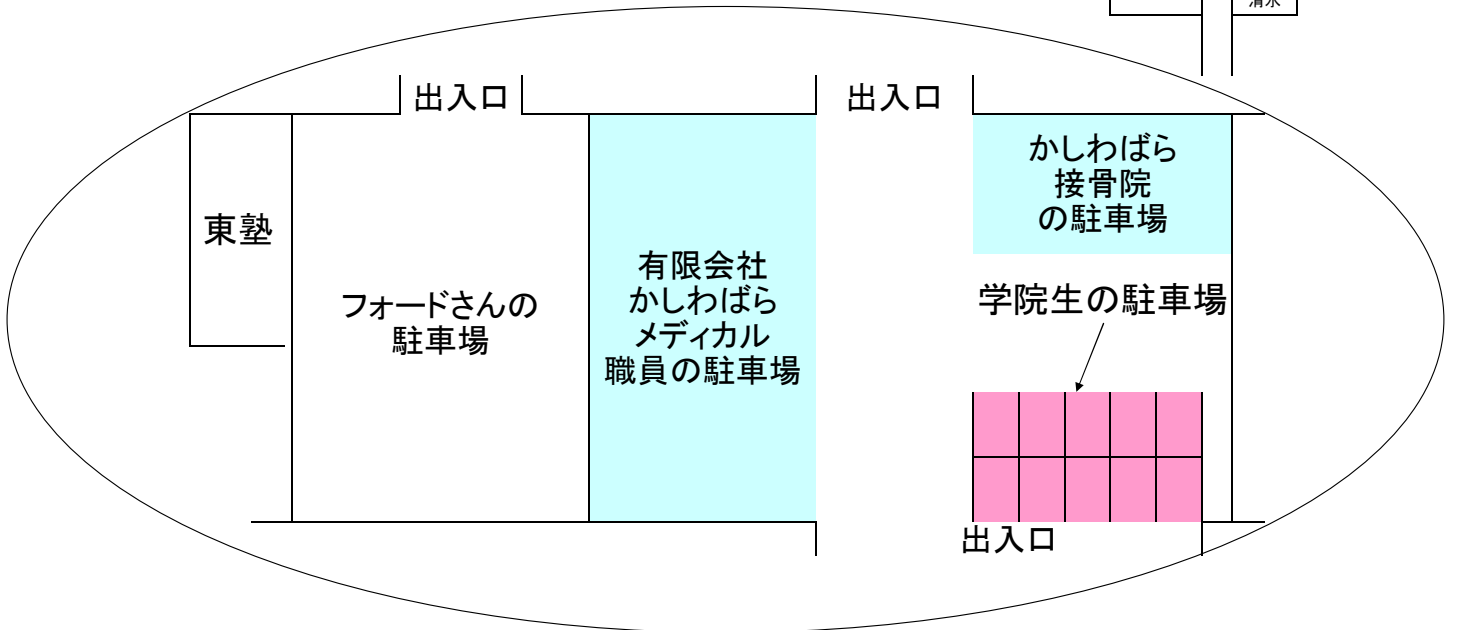 清水
出入口
出入口
東塾
フォードさんの
駐車場
有限会社
かしわばら
メディカル
職員の駐車場
かしわばら
接骨院
の駐車場
学院生の駐車場
出入口